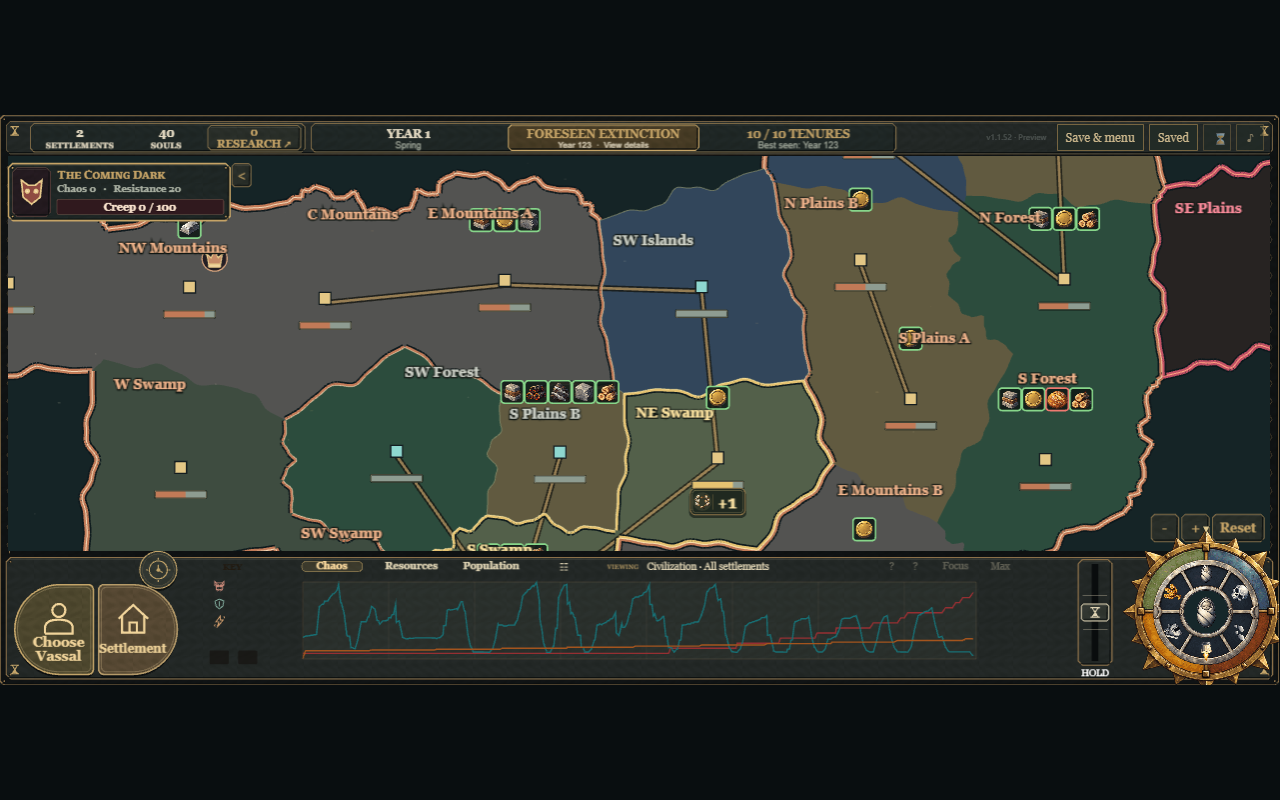 2
SETTLEMENTS
40
SOULS
0
RESEARCH ↗
YEAR 1
Spring
FORESEEN EXTINCTION
Year 123 · View details
10 / 10 TENURES
Best seen: Year 123
v1.1.52 · Preview
Save & menu
Saved
THE COMING DARK
Chaos 0 · Resistance 20
Creep 0 / 100
<
C Mountains
E Mountains A
NW Mountains
SW Islands
N Plains B
N Forest
SE Plains
S Plains A
W Swamp
SW Forest
S Plains B
NE Swamp
S Forest
E Mountains B
+1
SW Swamp
S Swamp
-
+
Reset
Chaos
Resources
Population
VIEWING
Civilization · All settlements
?
?
Focus
Max
Choose
Vassal
Settlement
HOLD